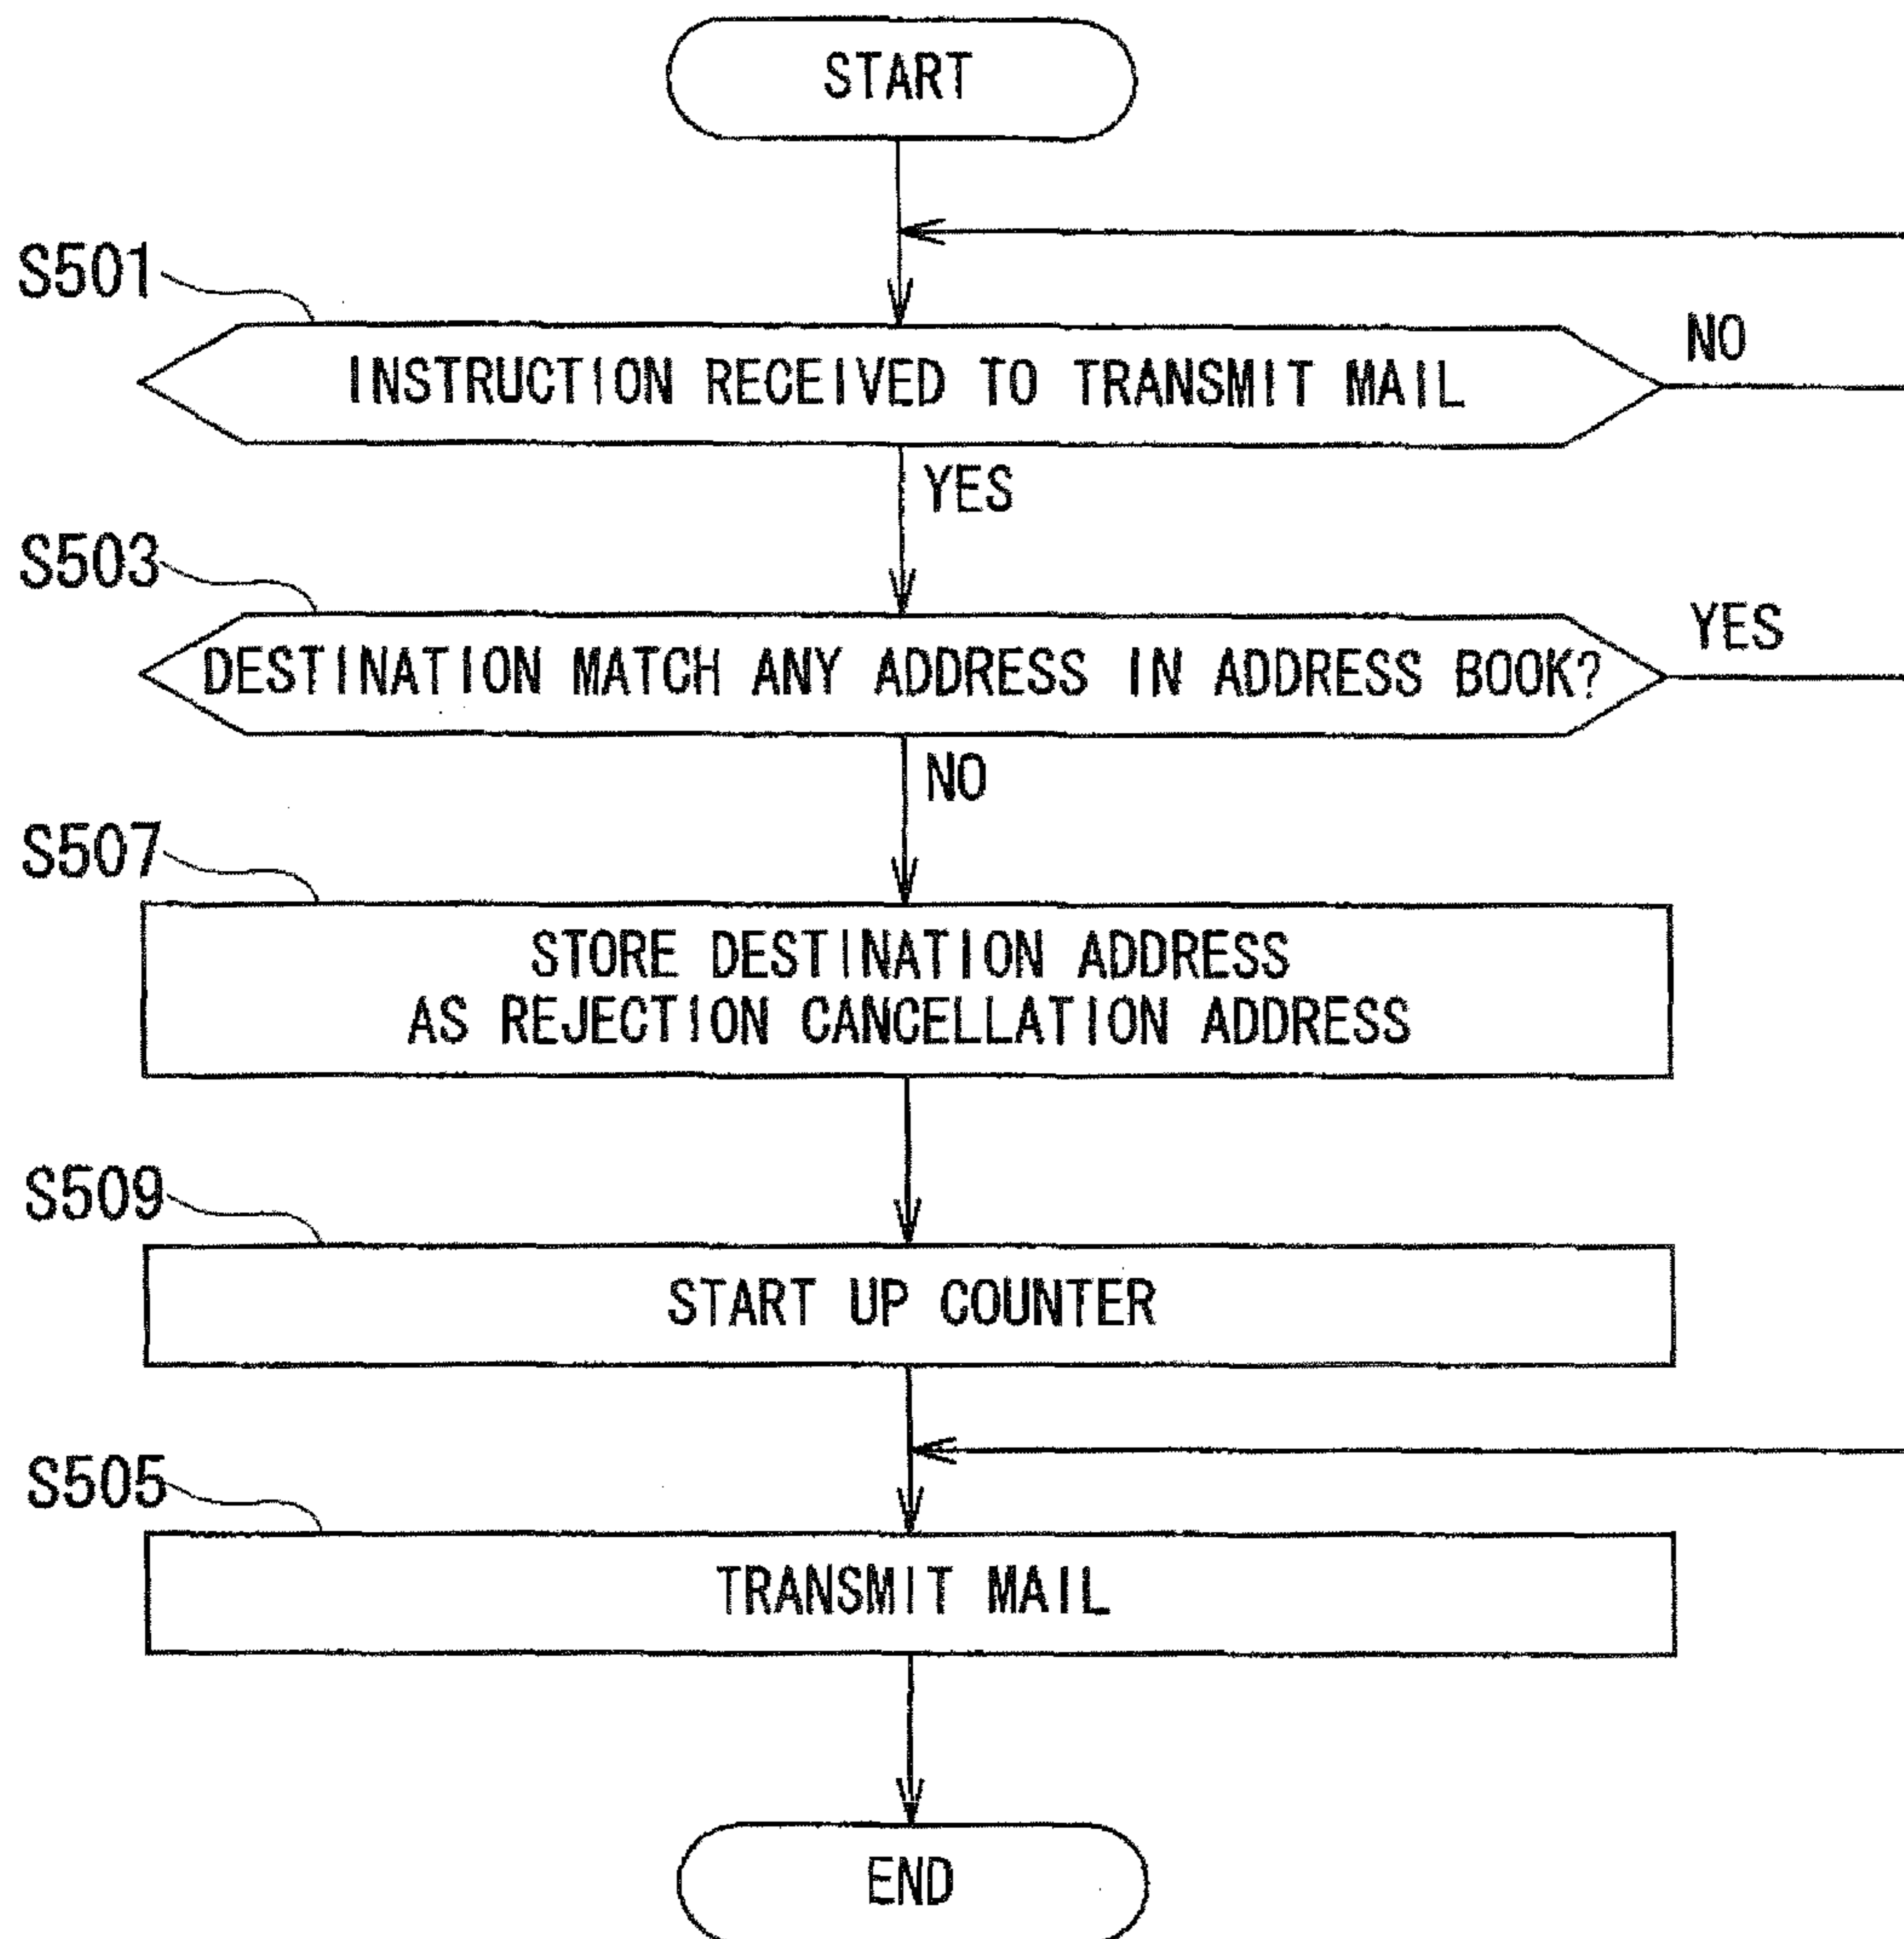 START
S501
INSTRUCTION RECEIVED TO TRANSMIT MAIL
NO
YES
S503
DESTINATION MATCH ANY ADDRESS IN ADDRESS BOOK?
YES
NO
S507
STORE DESTINATION ADDRESS
AS REJECTION CANCELLATION ADDRESS
S509
START UP COUNTER
S505
TRANSMIT MAIL
END